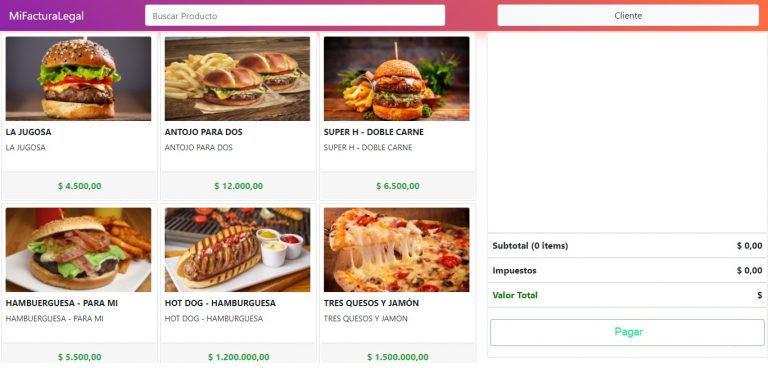 MiFacturaLegal
Buscar Producto
Cliente
LA JUGOSA
LA JUGOSA
$ 4.500,00
ANTOJO PARA DOS
ANTOJO PARA DOS
$ 12.000,00
SUPER H - DOBLE CARNE
SUPER H - DOBLE CARNE
$ 6.500,00
HAMBUERGUESA - PARA MI
HAMBUERGUESA - PARA MI
$ 5.500,00
HOT DOG - HAMBURGUESA
HOT DOG - HAMBURGUESA
$ 1.200.000,00
TRES QUESOS Y JAMÓN
TRES QUESOS Y JAMÓN
$ 1.500.000,00
Subtotal (0 items) $ 0,00
Impuestos $ 0,00
Valor Total $
Pagar